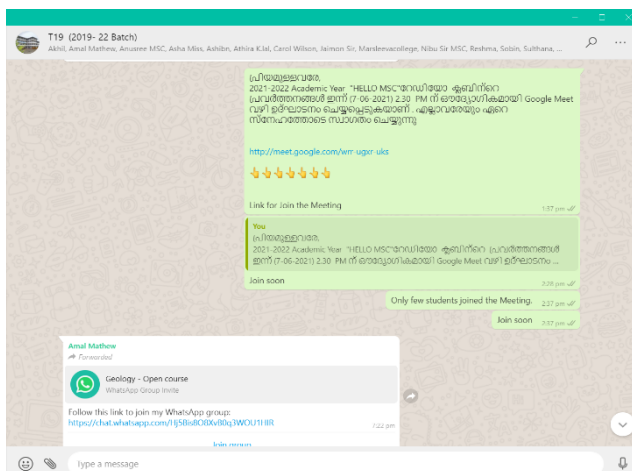 T19 (2019- 22 Batch)
Akhil, Amal Mathew, Anusree MSC, Asha Miss, Ashibn, Athira KJal, Carol Wilson, Jaimon Sir, Marsleevacollege, Nibu Sir MSC, Reshma, Sobin, Sulthana, ...
പ്രിയമുള്ളവരേ,
2021-2022 Academic Year "HELLO MSC"റേഡിയോ ക്ലബിന്റെ
പ്രവർത്തനങ്ങൾ ഇന്ന് (7-06-2021) 2.30 PM ന് ഔദ്യോഗികമായി Google Meet
വഴി ഉദ്ഘാടനം ചെയ്യപ്പെടുകയാണ്. എല്ലാവരേയും ഏറെ
സ്നേഹത്തോടെ സ്വാഗതം ചെയ്യുന്നു
http://meet.google.com/wrr-ugxr-uks
Link for Join the Meeting
1:57 pm
You
പ്രിയമുള്ളവരേ,
2021-2022 Academic Year "HELLO MSC"റേഡിയോ ക്ലബിന്റെ പ്രവർത്തനങ്ങൾ
ഇന്ന് (7-06-2021) 2.30 PM ന് ഔദ്യോഗികമായി Google Meet വഴി ഉദ്ഘാടനം ...
Join soon
2:28 pm
Only few students joined the Meeting. 2:37 pm
Join soon 2:37 pm
Amal Mathew
Forwarded
Geology - Open course
WhatsApp Group Invite
Follow this link to join my WhatsApp group:
7:22 pm
Join group
Type a message